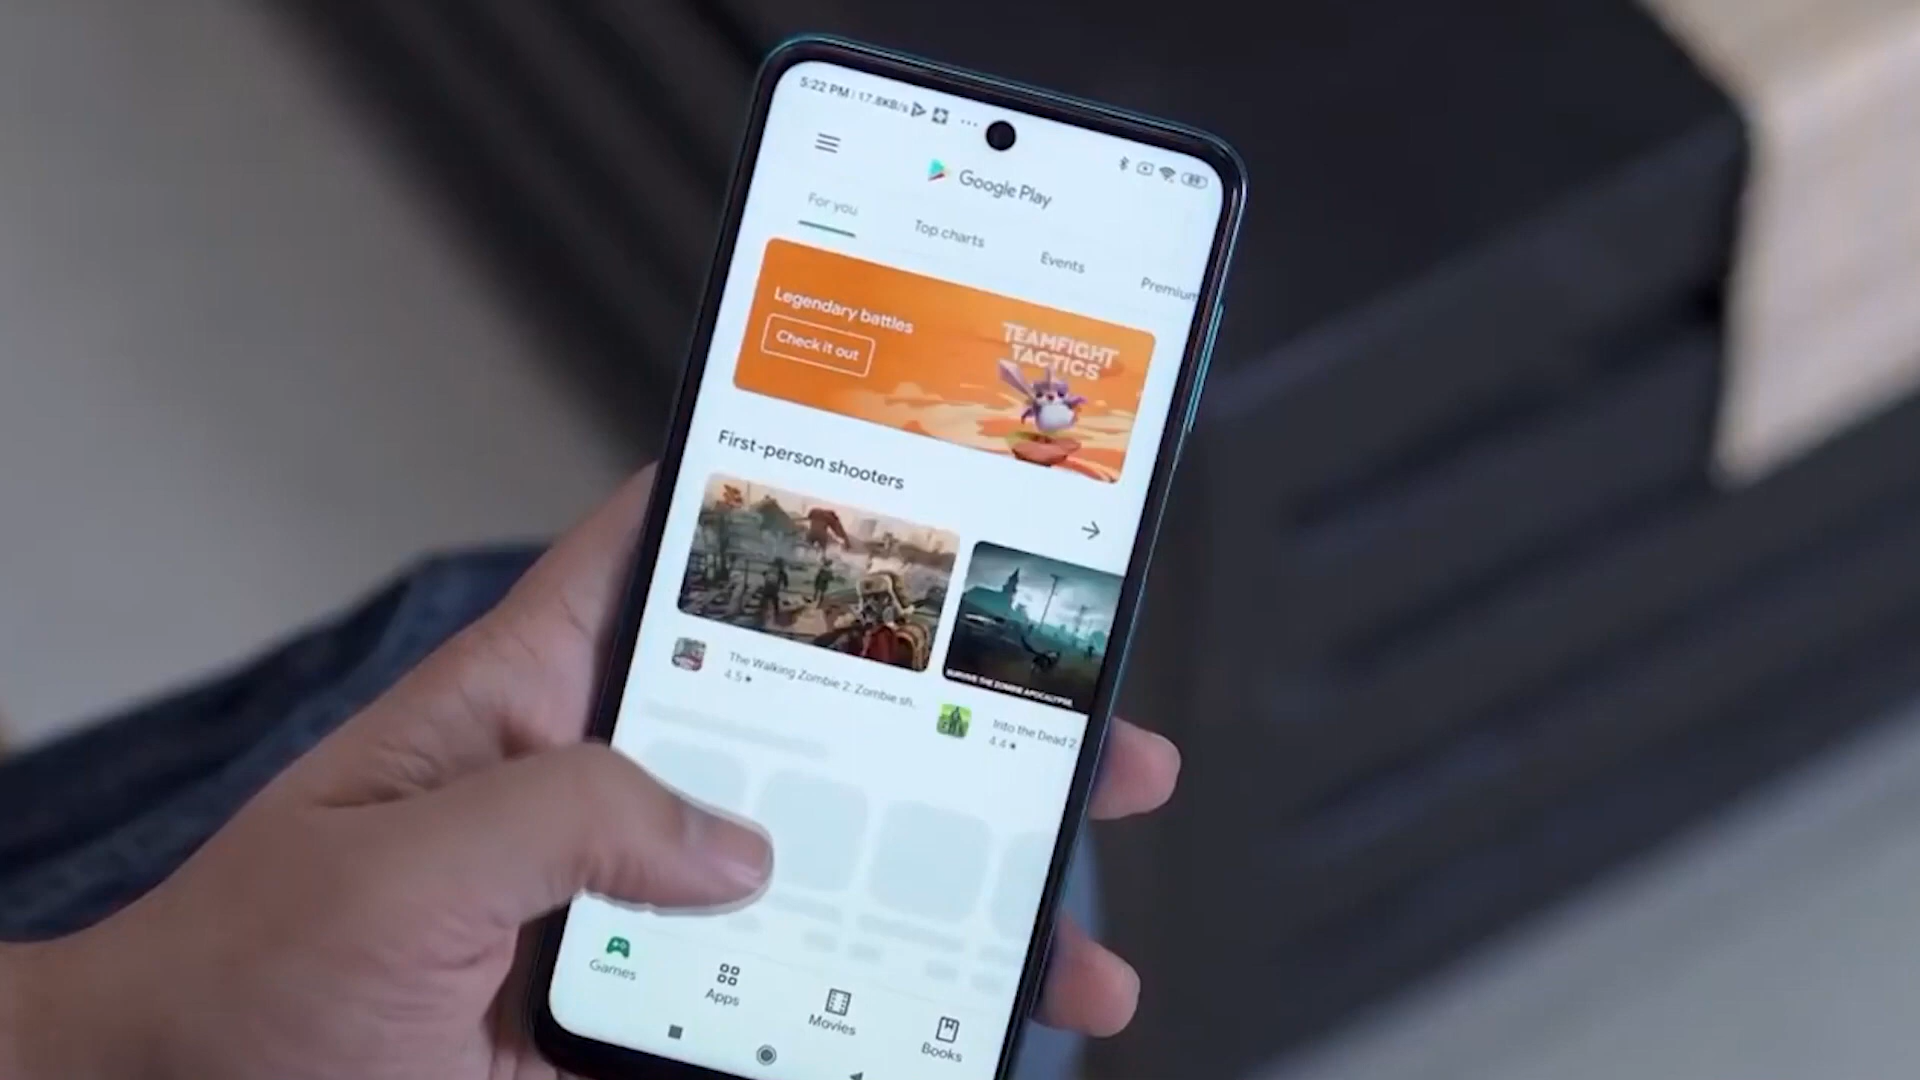 5:22 PM | 17.8KB/s ...
89
Google Play
For you
Top charts
Events
Premium
Legendary battles
Check it out
TEAMFIGHT
TACTICS
First-person shooters
SURVIVE THE ZOMBIE APOCALYPSE
The Walking Zombie 2: Zombie sh...
4.5★
Into the Dead 2
4.4★
Games
Apps
Movies
Books